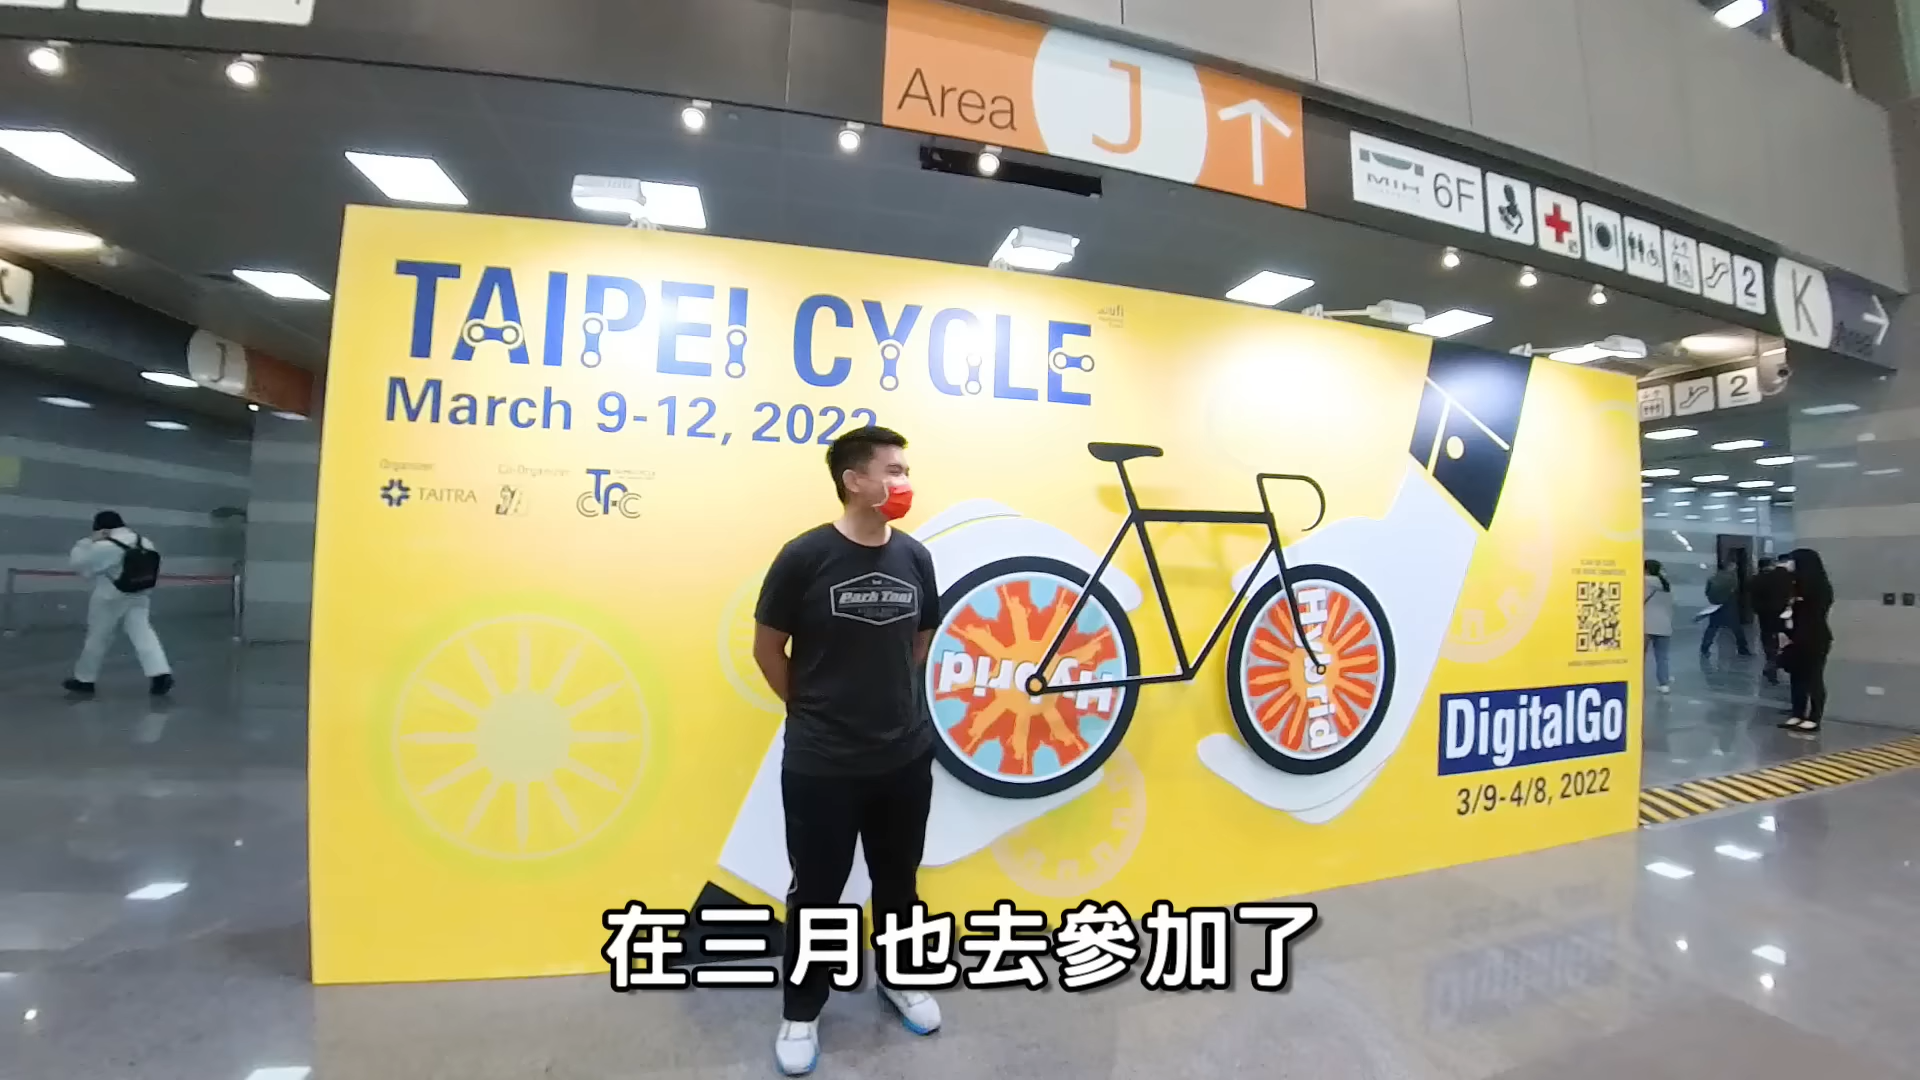 Area J
6F
2
K
Area
J
2
TAIPEI CYCLE
March 9-12, 2022
Organizer
Co-Organizer
TAITRA
Park Tool
Hybrid
Hybrid
DigitalGo
3/9-4/8, 2022
在三月也去參加了